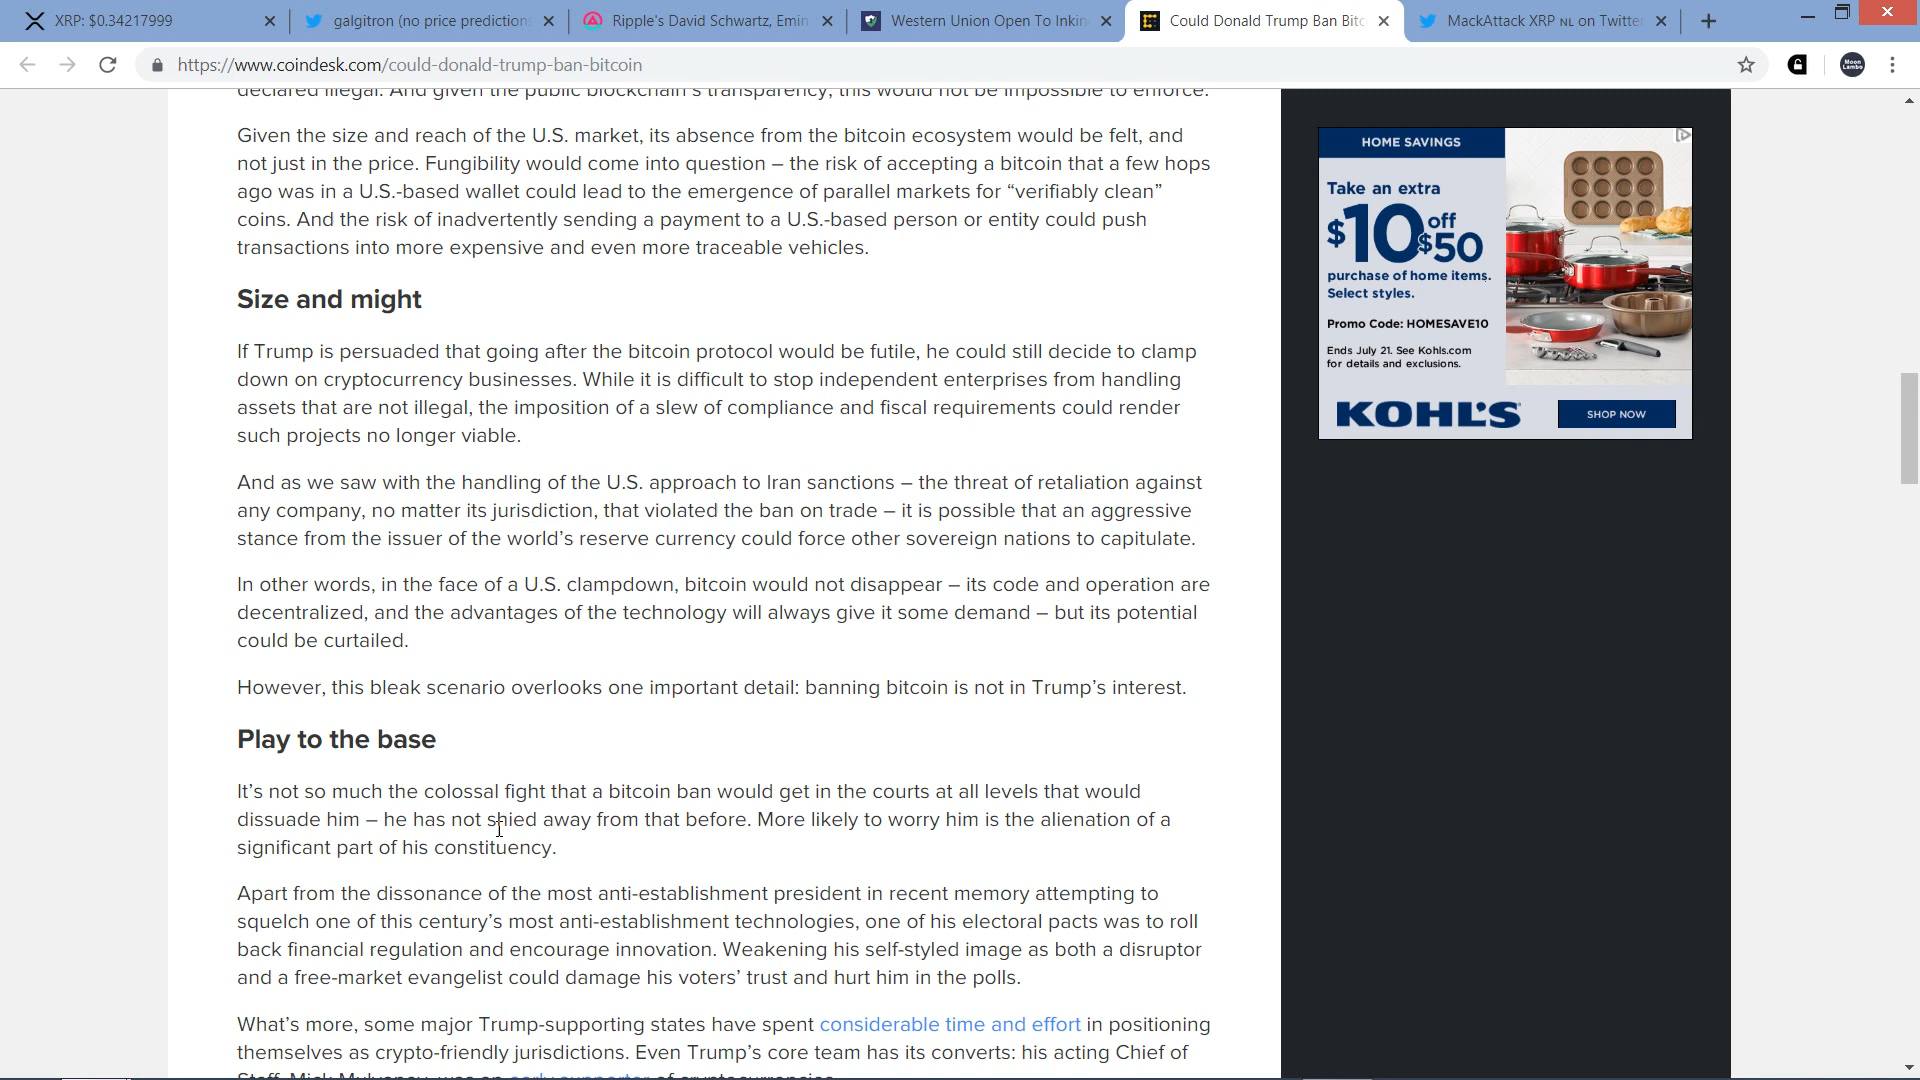 XRP: $0.34217999
galgitron (no price prediction
Ripple's David Schwartz, Emin
Western Union Open To Inkin
Could Donald Trump Ban Bitc
MackAttack XRP NL on Twitte
https://www.coindesk.com/could-donald-trump-ban-bitcoin
Moon Lambo
declared illegal. And given the public blockchain's transparency, this would not be impossible to enforce.
Given the size and reach of the U.S. market, its absence from the bitcoin ecosystem would be felt, and
not just in the price. Fungibility would come into question – the risk of accepting a bitcoin that a few hops
ago was in a U.S.-based wallet could lead to the emergence of parallel markets for “verifiably clean”
coins. And the risk of inadvertently sending a payment to a U.S.-based person or entity could push
transactions into more expensive and even more traceable vehicles.
Size and might
If Trump is persuaded that going after the bitcoin protocol would be futile, he could still decide to clamp
down on cryptocurrency businesses. While it is difficult to stop independent enterprises from handling
assets that are not illegal, the imposition of a slew of compliance and fiscal requirements could render
such projects no longer viable.
And as we saw with the handling of the U.S. approach to Iran sanctions – the threat of retaliation against
any company, no matter its jurisdiction, that violated the ban on trade – it is possible that an aggressive
stance from the issuer of the world’s reserve currency could force other sovereign nations to capitulate.
In other words, in the face of a U.S. clampdown, bitcoin would not disappear – its code and operation are
decentralized, and the advantages of the technology will always give it some demand – but its potential
could be curtailed.
However, this bleak scenario overlooks one important detail: banning bitcoin is not in Trump’s interest.
Play to the base
It’s not so much the colossal fight that a bitcoin ban would get in the courts at all levels that would
dissuade him – he has not shied away from that before. More likely to worry him is the alienation of a
significant part of his constituency.
Apart from the dissonance of the most anti-establishment president in recent memory attempting to
squelch one of this century’s most anti-establishment technologies, one of his electoral pacts was to roll
back financial regulation and encourage innovation. Weakening his self-styled image as both a disruptor
and a free-market evangelist could damage his voters’ trust and hurt him in the polls.
What’s more, some major Trump-supporting states have spent considerable time and effort in positioning
themselves as crypto-friendly jurisdictions. Even Trump’s core team has its converts: his acting Chief of
Staff, Mick Mulvaney, was an early supporter of cryptocurrencies.
HOME SAVINGS
Take an extra
$10 off $50
purchase of home items.
Select styles.
Promo Code: HOMESAVE10
Ends July 21. See Kohls.com
for details and exclusions.
KOHL'S
SHOP NOW